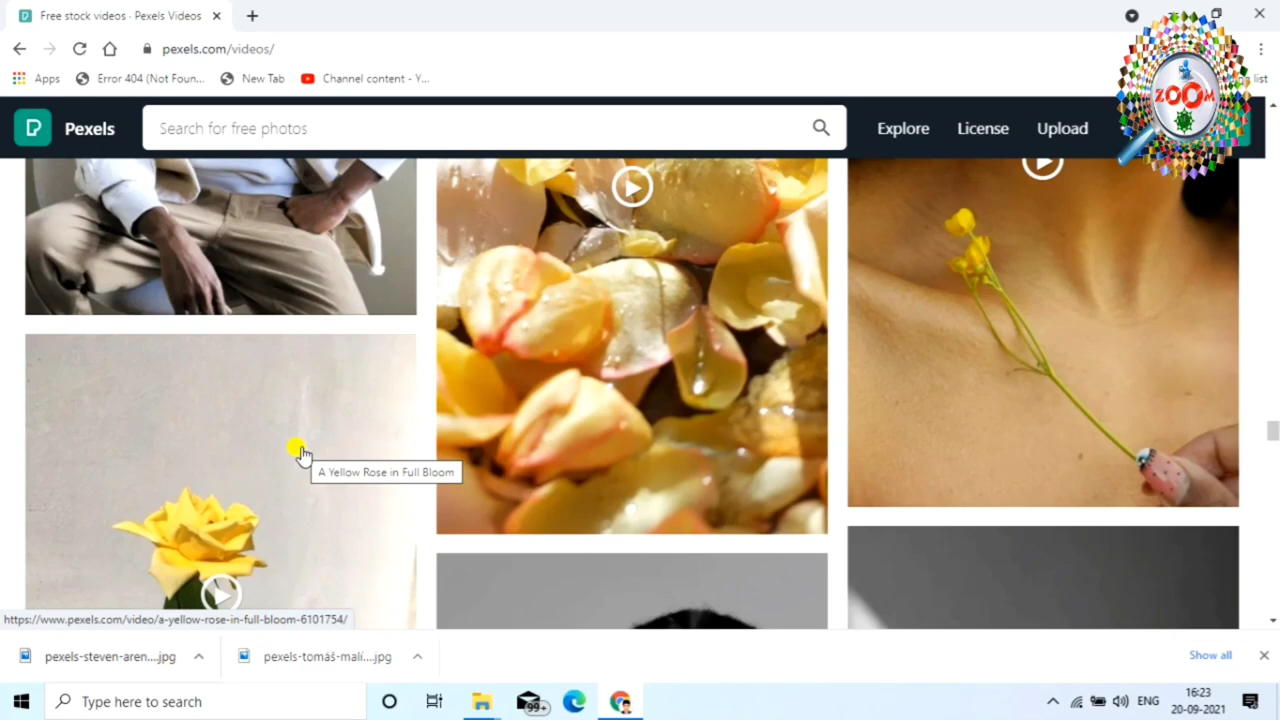 Free stock videos · Pexels Videos
pexels.com/videos/
Apps
Error 404 (Not Foun...
New Tab
Channel content - Y...
Pexels
Search for free photos
Explore
License
Upload
ZOOM
A Yellow Rose in Full Bloom
https://www.pexels.com/video/a-yellow-rose-in-full-bloom-6101754/
pexels-steven-aren....jpg
pexels-tomáš-malí....jpg
Show all
Type here to search
99+
ENG
16:23
20-09-2021